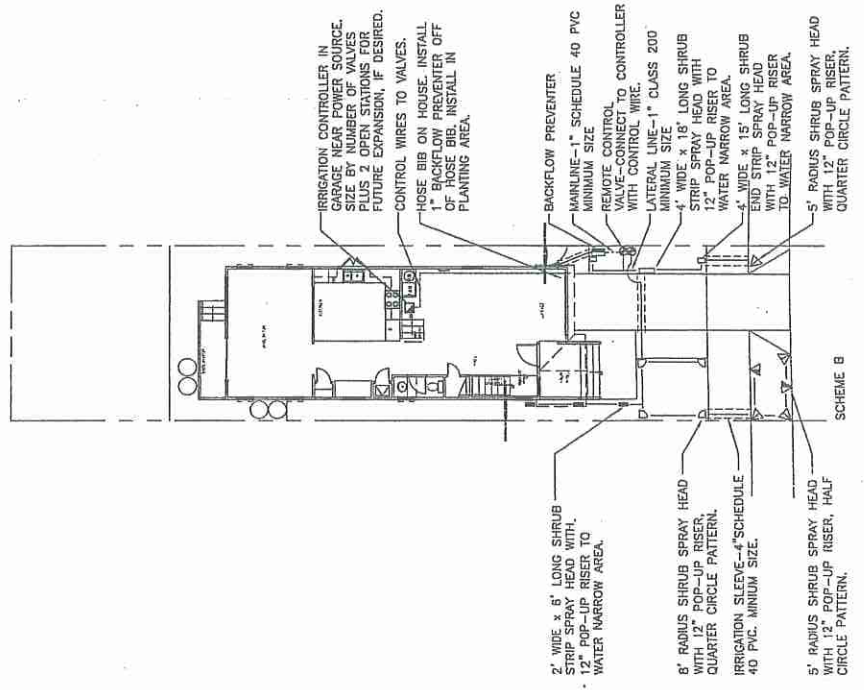 IRRIGATION CONTROLLER IN
GARAGE NEAR POWER SOURCE.
SIZE BY NUMBER OF VALVES
PLUS 2 OPEN STATIONS FOR
FUTURE EXPANSION, IF DESIRED.
CONTROL WIRES TO VALVES.
HOSE BIB ON HOUSE. INSTALL
1" BACKFLOW PREVENTER OFF
OF HOSE BIB. INSTALL IN
PLANTING AREA.
BACKFLOW PREVENTER
MAINLINE-1" SCHEDULE 40 PVC
MINIMUM SIZE
REMOTE CONTROL
VALVE-CONNECT TO CONTROLLER
WITH CONTROL WIRE.
LATERAL LINE-1" CLASS 200
MINIMUM SIZE
4' WIDE x 18' LONG SHRUB
STRIP SPRAY HEAD WITH
12" POP-UP RISER TO
WATER NARROW AREA.
4' WIDE x 15' LONG SHRUB
END STRIP SPRAY HEAD
WITH 12" POP-UP RISER
TO WATER NARROW AREA.
5' RADIUS SHRUB SPRAY HEAD
WITH 12" POP-UP RISER,
QUARTER CIRCLE PATTERN.
2' WIDE x 6' LONG SHRUB
STRIP SPRAY HEAD WITH.
12" POP-UP RISER TO
WATER NARROW AREA.
8' RADIUS SHRUB SPRAY HEAD
WITH 12" POP-UP RISER,
QUARTER CIRCLE PATTERN.
IRRIGATION SLEEVE-4"SCHEDULE
40 PVC. MINIUM SIZE.
5' RADIUS SHRUB SPRAY HEAD
WITH 12" POP-UP RISER, HALF
CIRCLE PATTERN.
SCHEME B